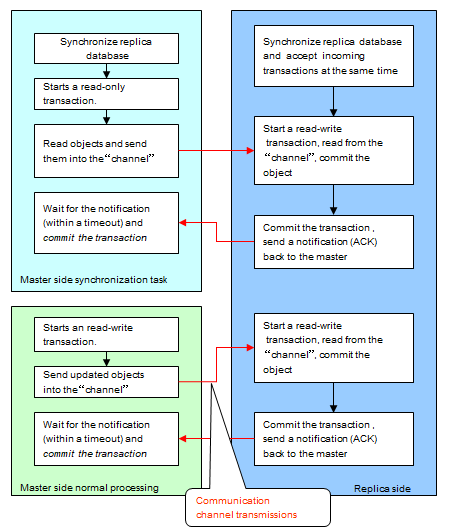 Synchronize replica
database
Starts a read-only
transaction.
Read objects and send
them into the“channel”
Wait for the notification
(within a timeout) and
commit the transaction
Master side synchronization task
Synchronize replica database
and accept incoming
transactions at the same time
Start a read-write
transaction, read from the
“channel”, commit the
object
Commit the transaction ,
send a notification (ACK)
back to the master
Starts an read-write
transaction.
Send updated objects
into the“channel”
Wait for the notification
(within a timeout) and
commit the transaction
Master side normal processing
Start a read-write
transaction, read from the
“channel”, commit the
object
Commit the transaction ,
send a notification (ACK)
back to the master
Replica side
Communication
channel transmissions